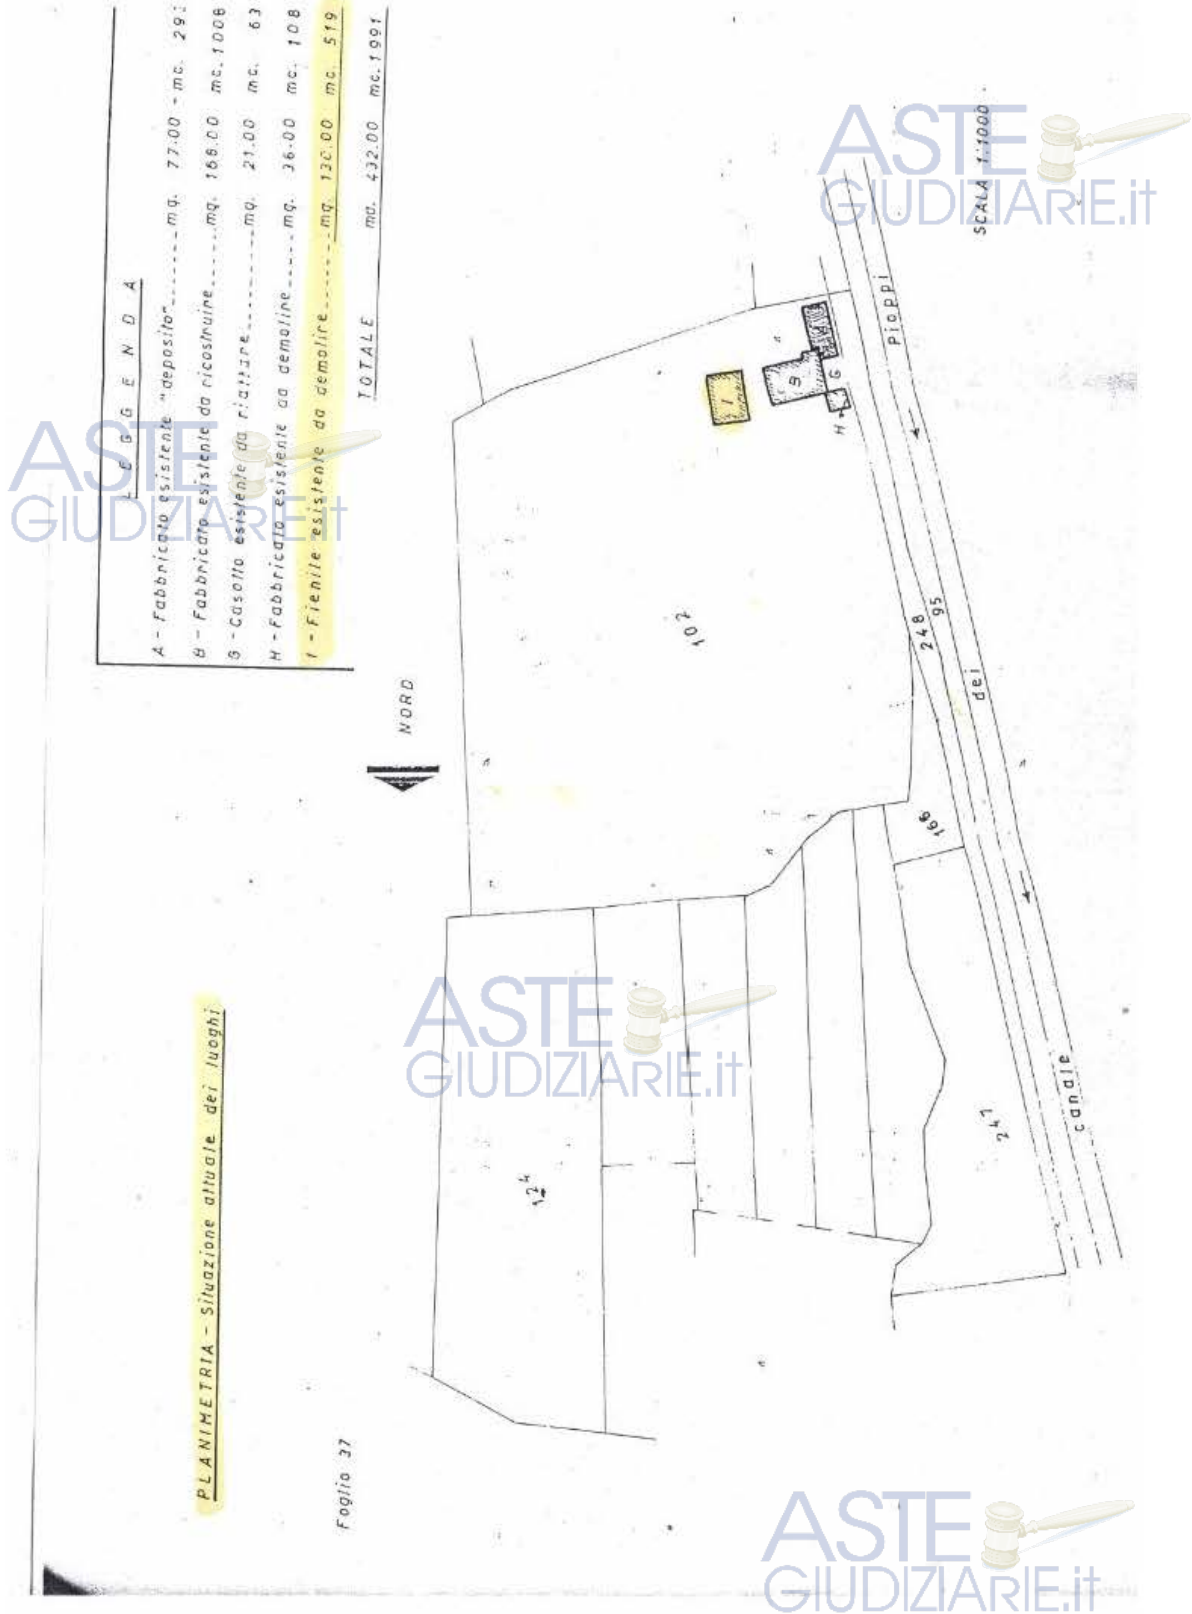 LEGGENDA
A - Fabbricato esistente "deposito" mq. 77.00 - mc. 29
B - Fabbricato esistente da ricostruire mq. 168.00 mc. 1008
G - Casotto esistente da riattare mq. 21.00 mc. 63
H - Fabbricato esistente da demolire mq. 36.00 mc. 108
I - Fienile esistente da demolire mq. 130.00 mc. 519
TOTALE mq. 432.00 mc. 1991
NORD
PLANIMETRIA - Situazione attuale dei luoghi
Foglio 37
SCALA 1:1000
I
B
G
H
102
248
95
166
124
247
canale dei Pioppi
ASTE
GIUDIZIARIE.it
ASTE
GIUDIZIARIE.it
ASTE
GIUDIZIARIE.it
ASTE
GIUDIZIARIE.it